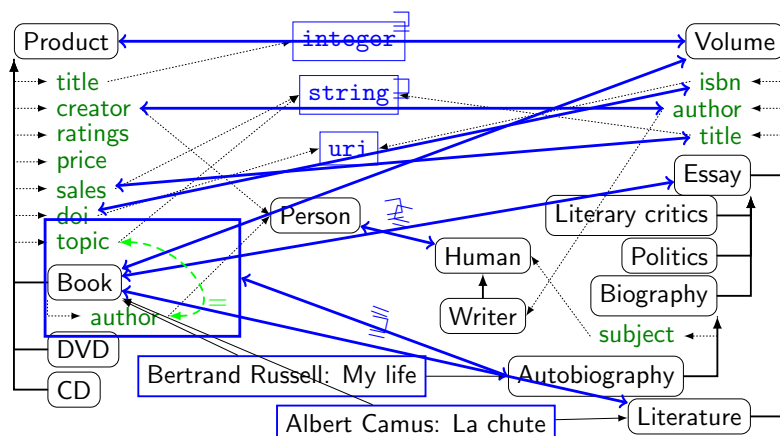 Product
integer
Volume
title
string
isbn
creator
author
ratings
title
price
uri
sales
Essay
doi
Person
Literary critics
topic
Human
Politics
Book
Biography
author
=
Writer
subject
DVD
Bertrand Russell: My life
Autobiography
CD
Albert Camus: La chute
Literature